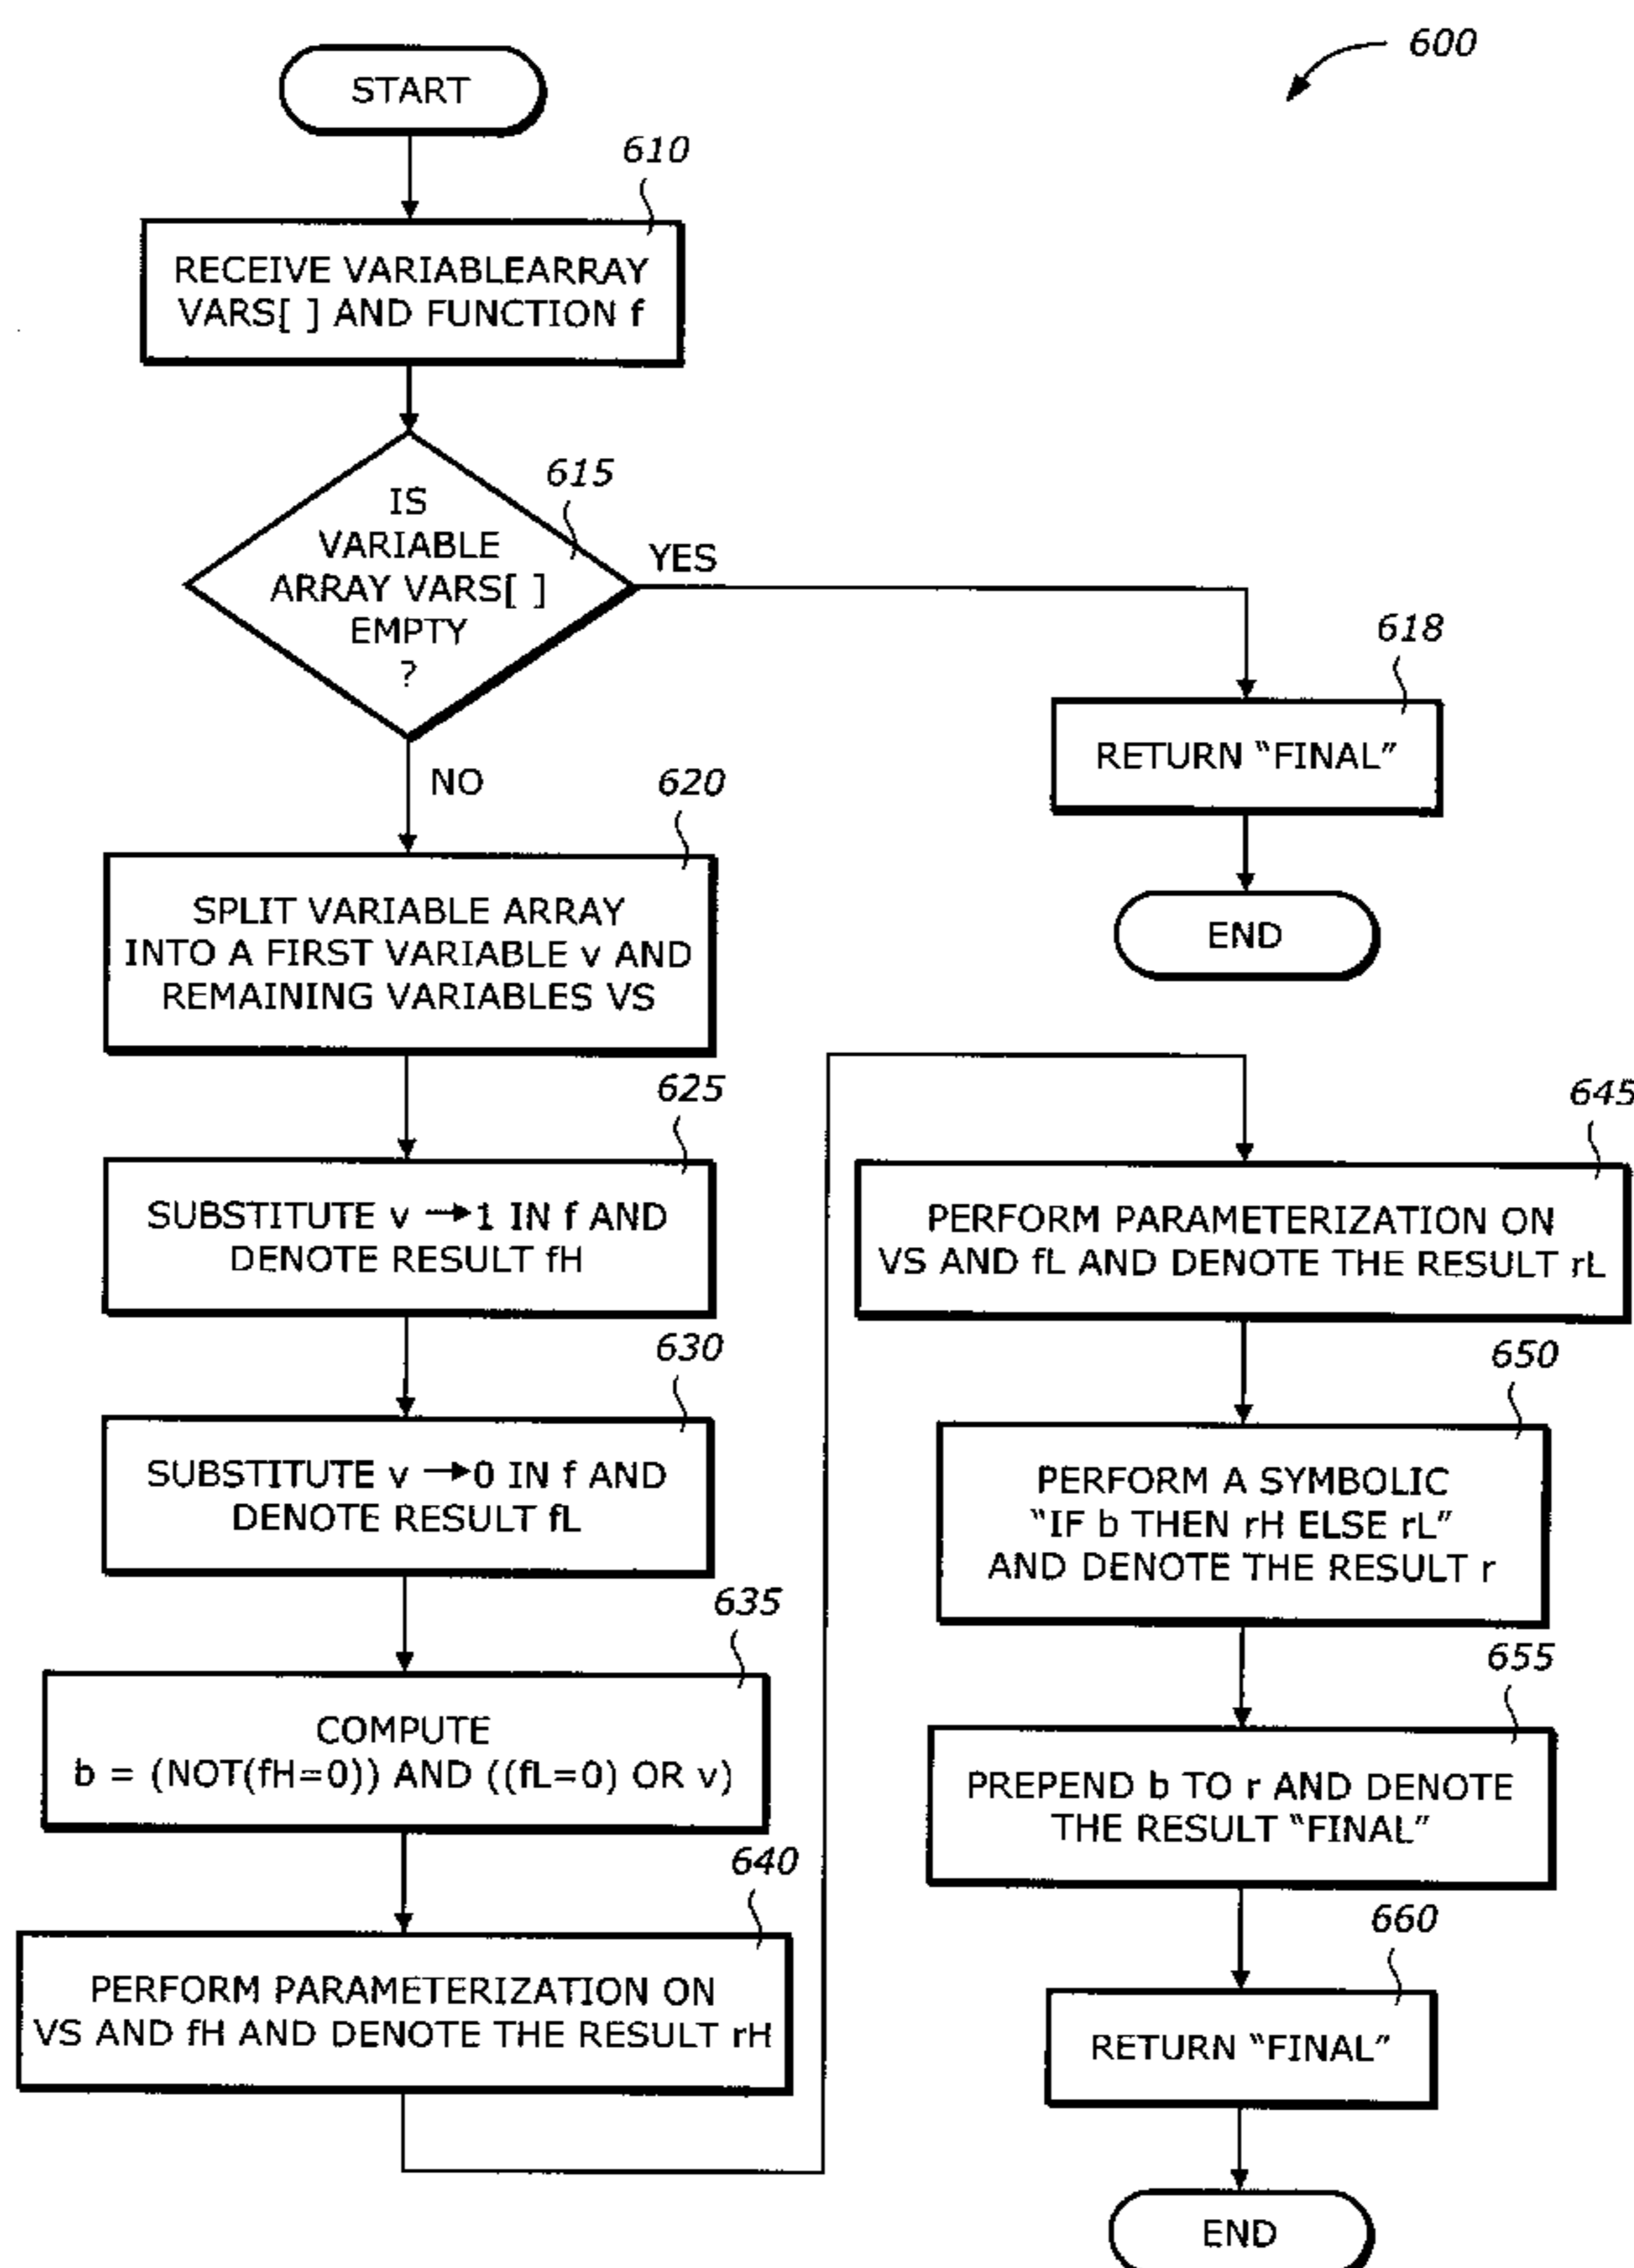 600
START
610
RECEIVE VARIABLEARRAY
VARS[ ] AND FUNCTION f
615
IS
VARIABLE
ARRAY VARS[ ]
EMPTY
?
YES
NO
618
RETURN "FINAL"
END
620
SPLIT VARIABLE ARRAY
INTO A FIRST VARIABLE v AND
REMAINING VARIABLES VS
625
SUBSTITUTE v →1 IN f AND
DENOTE RESULT fH
630
SUBSTITUTE v →0 IN f AND
DENOTE RESULT fL
635
COMPUTE
b = (NOT(fH=0)) AND ((fL=0) OR v)
640
PERFORM PARAMETERIZATION ON
VS AND fH AND DENOTE THE RESULT rH
645
PERFORM PARAMETERIZATION ON
VS AND fL AND DENOTE THE RESULT rL
650
PERFORM A SYMBOLIC
"IF b THEN rH ELSE rL"
AND DENOTE THE RESULT r
655
PREPEND b TO r AND DENOTE
THE RESULT "FINAL"
660
RETURN "FINAL"
END